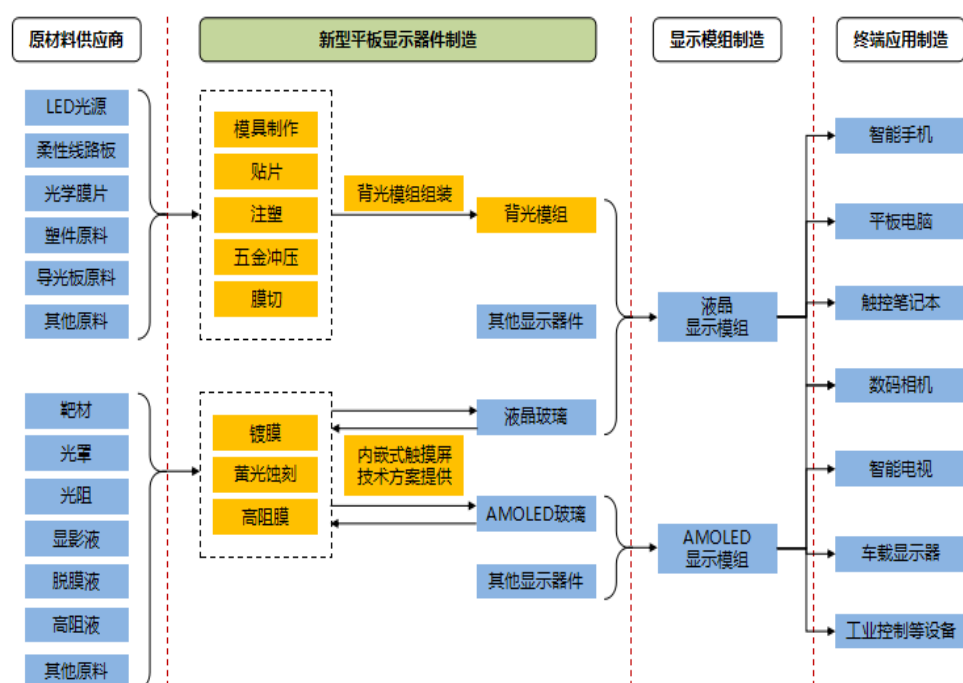 原材料供应商
新型平板显示器件制造
显示模组制造
终端应用制造
LED光源
柔性线路板
光学膜片
塑件原料
导光板原料
其他原料
模具制作
贴片
注塑
五金冲压
膜切
背光模组组装
背光模组
其他显示器件
液晶玻璃
靶材
光罩
光阻
显影液
脱膜液
高阻液
其他原料
镀膜
黄光蚀刻
高阻膜
内嵌式触摸屏
技术方案提供
AMOLED玻璃
其他显示器件
液晶
显示模组
AMOLED
显示模组
智能手机
平板电脑
触控笔记本
数码相机
智能电视
车载显示器
工业控制等设备